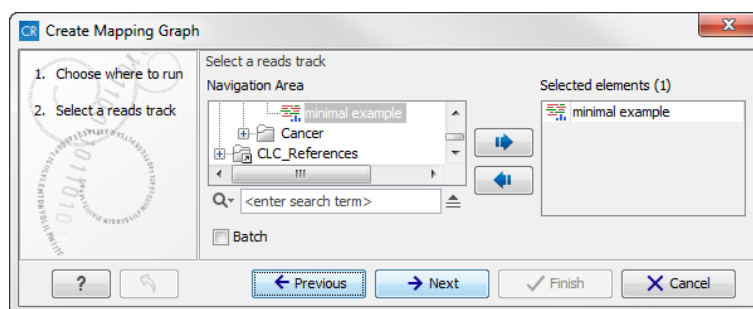 CR Create Mapping Graph
1. Choose where to run
2. Select a reads track
Select a reads track
Navigation Area
minimal example
Cancer
CLC_References
<enter search term>
Batch
Selected elements (1)
minimal example
? Previous Next Finish Cancel